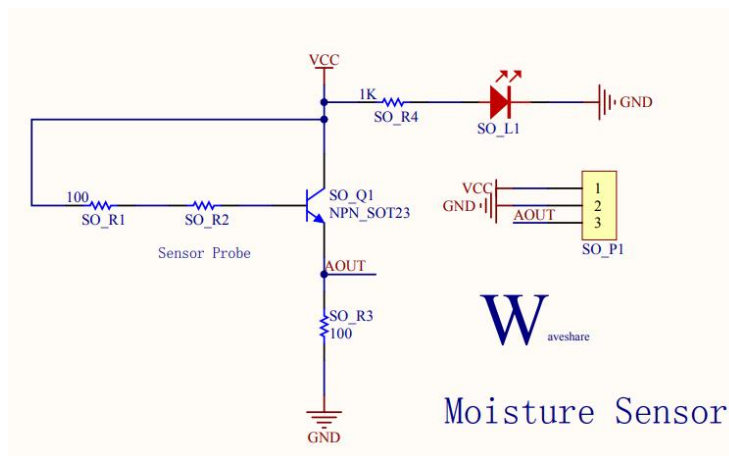 VCC
1K
SO_R4
SO_L1
GND
100
SO_R1
SO_R2
SO_Q1
NPN_SOT23
Sensor Probe
VCC
GND
AOUT
1
2
3
SO_P1
AOUT
SO_R3
100
GND
Waveshare
Moisture Sensor